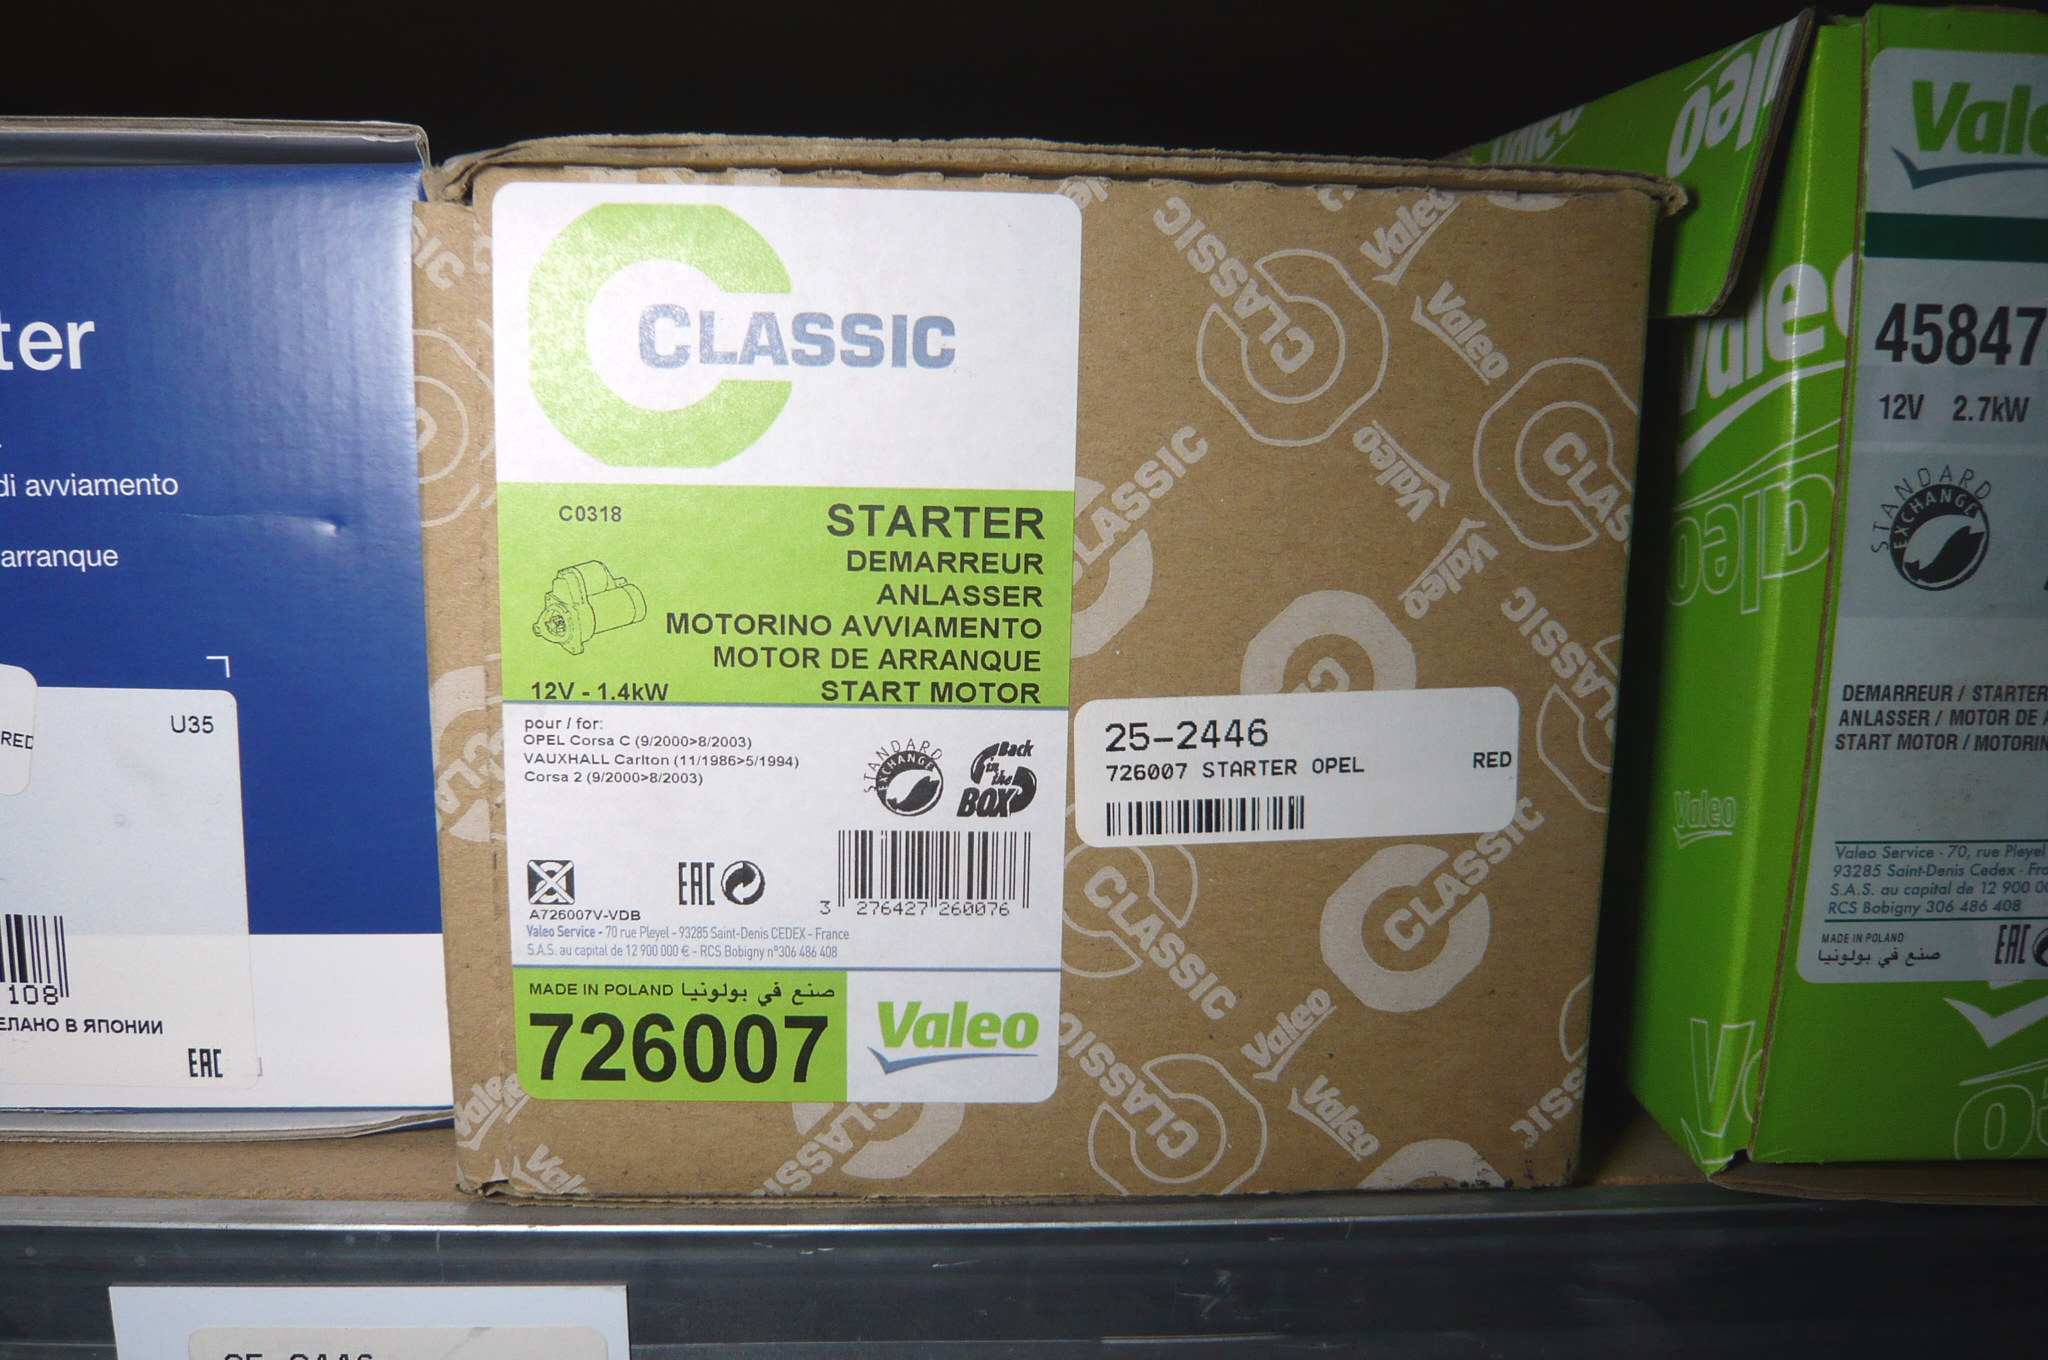 ter
di avviamento
arranque
RED
U35
108
ЕЛАНО В ЯПОНИИ
EAC
CLASSIC
C0318
STARTER
DEMARREUR
ANLASSER
MOTORINO AVVIAMENTO
MOTOR DE ARRANQUE
12V - 1.4kW
START MOTOR
pour / for:
OPEL Corsa C (9/2000>8/2003)
VAUXHALL Carlton (11/1986>5/1994)
Corsa 2 (9/2000>8/2003)
STANDARD EXCHANGE
Back in the BOX
EAC
A726007V-VDB
3 276427 260076
Valeo Service - 70 rue Pleyel - 93285 Saint-Denis CEDEX - France
S.A.S. au capital de 12 900 000 € - RCS Bobigny n°306 486 408
MADE IN POLAND صنع في بولونيا
726007
Valeo
25-2446
726007 STARTER OPEL
RED
CLASSIC
Valeo
Valeo
45847
12V 2.7kW
STANDARD EXCHANGE
DEMARREUR / STARTER
ANLASSER / MOTOR DE
START MOTOR / MOTORIN
Valeo Service - 70, rue Pleyel
93285 Saint-Denis Cedex - Fra
S.A.S. au capital de 12 900 0
RCS Bobigny 306 486 408
MADE IN POLAND
صنع في بولونيا
EAC